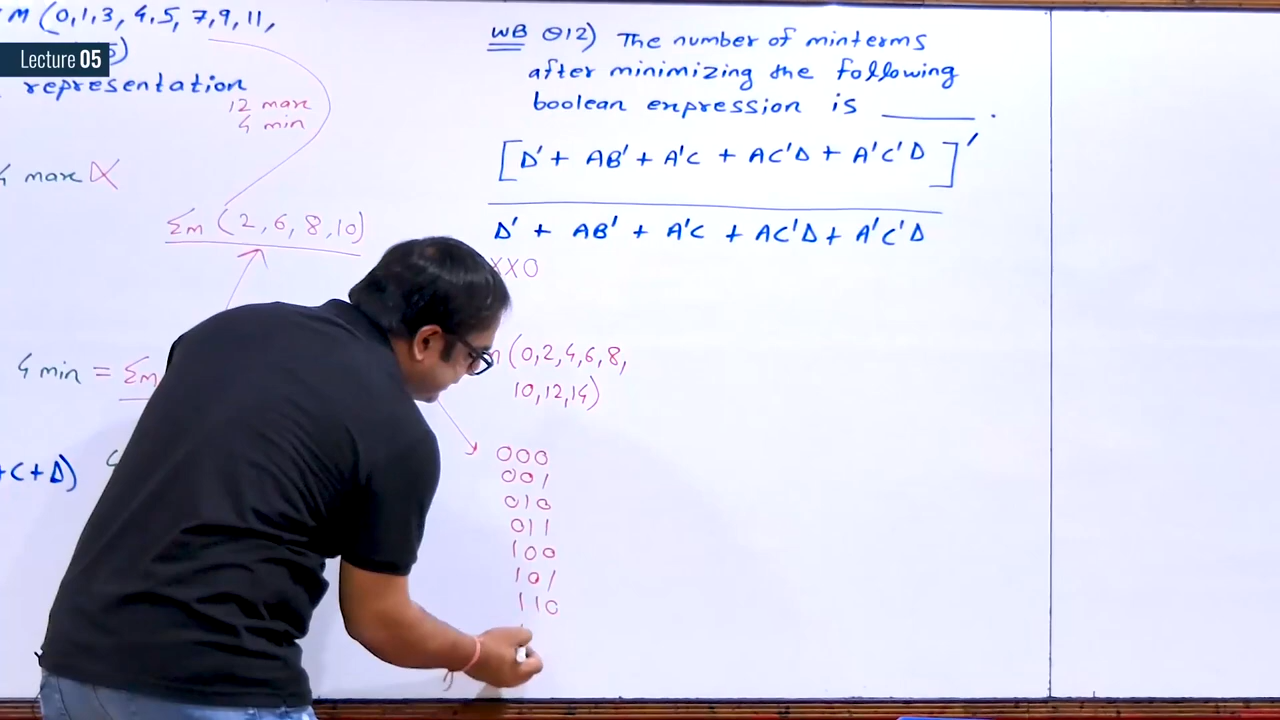 M (0,1,3, 4,5, 7,9,11,
5)
Lecture 05
representation
12 max
4 min
max
Σm (2,6,8,10)
4 min = Σm
+C+D)
WB Q12) The number of minterms
after minimizing the following
boolean expression is ______.
[D' + AB' + A'C + AC'D + A'C'D]'
D' + AB' + A'C + AC'D + A'C'D
XX0
m(0,2,4,6,8,
10,12,14)
000
001
010
011
100
101
110